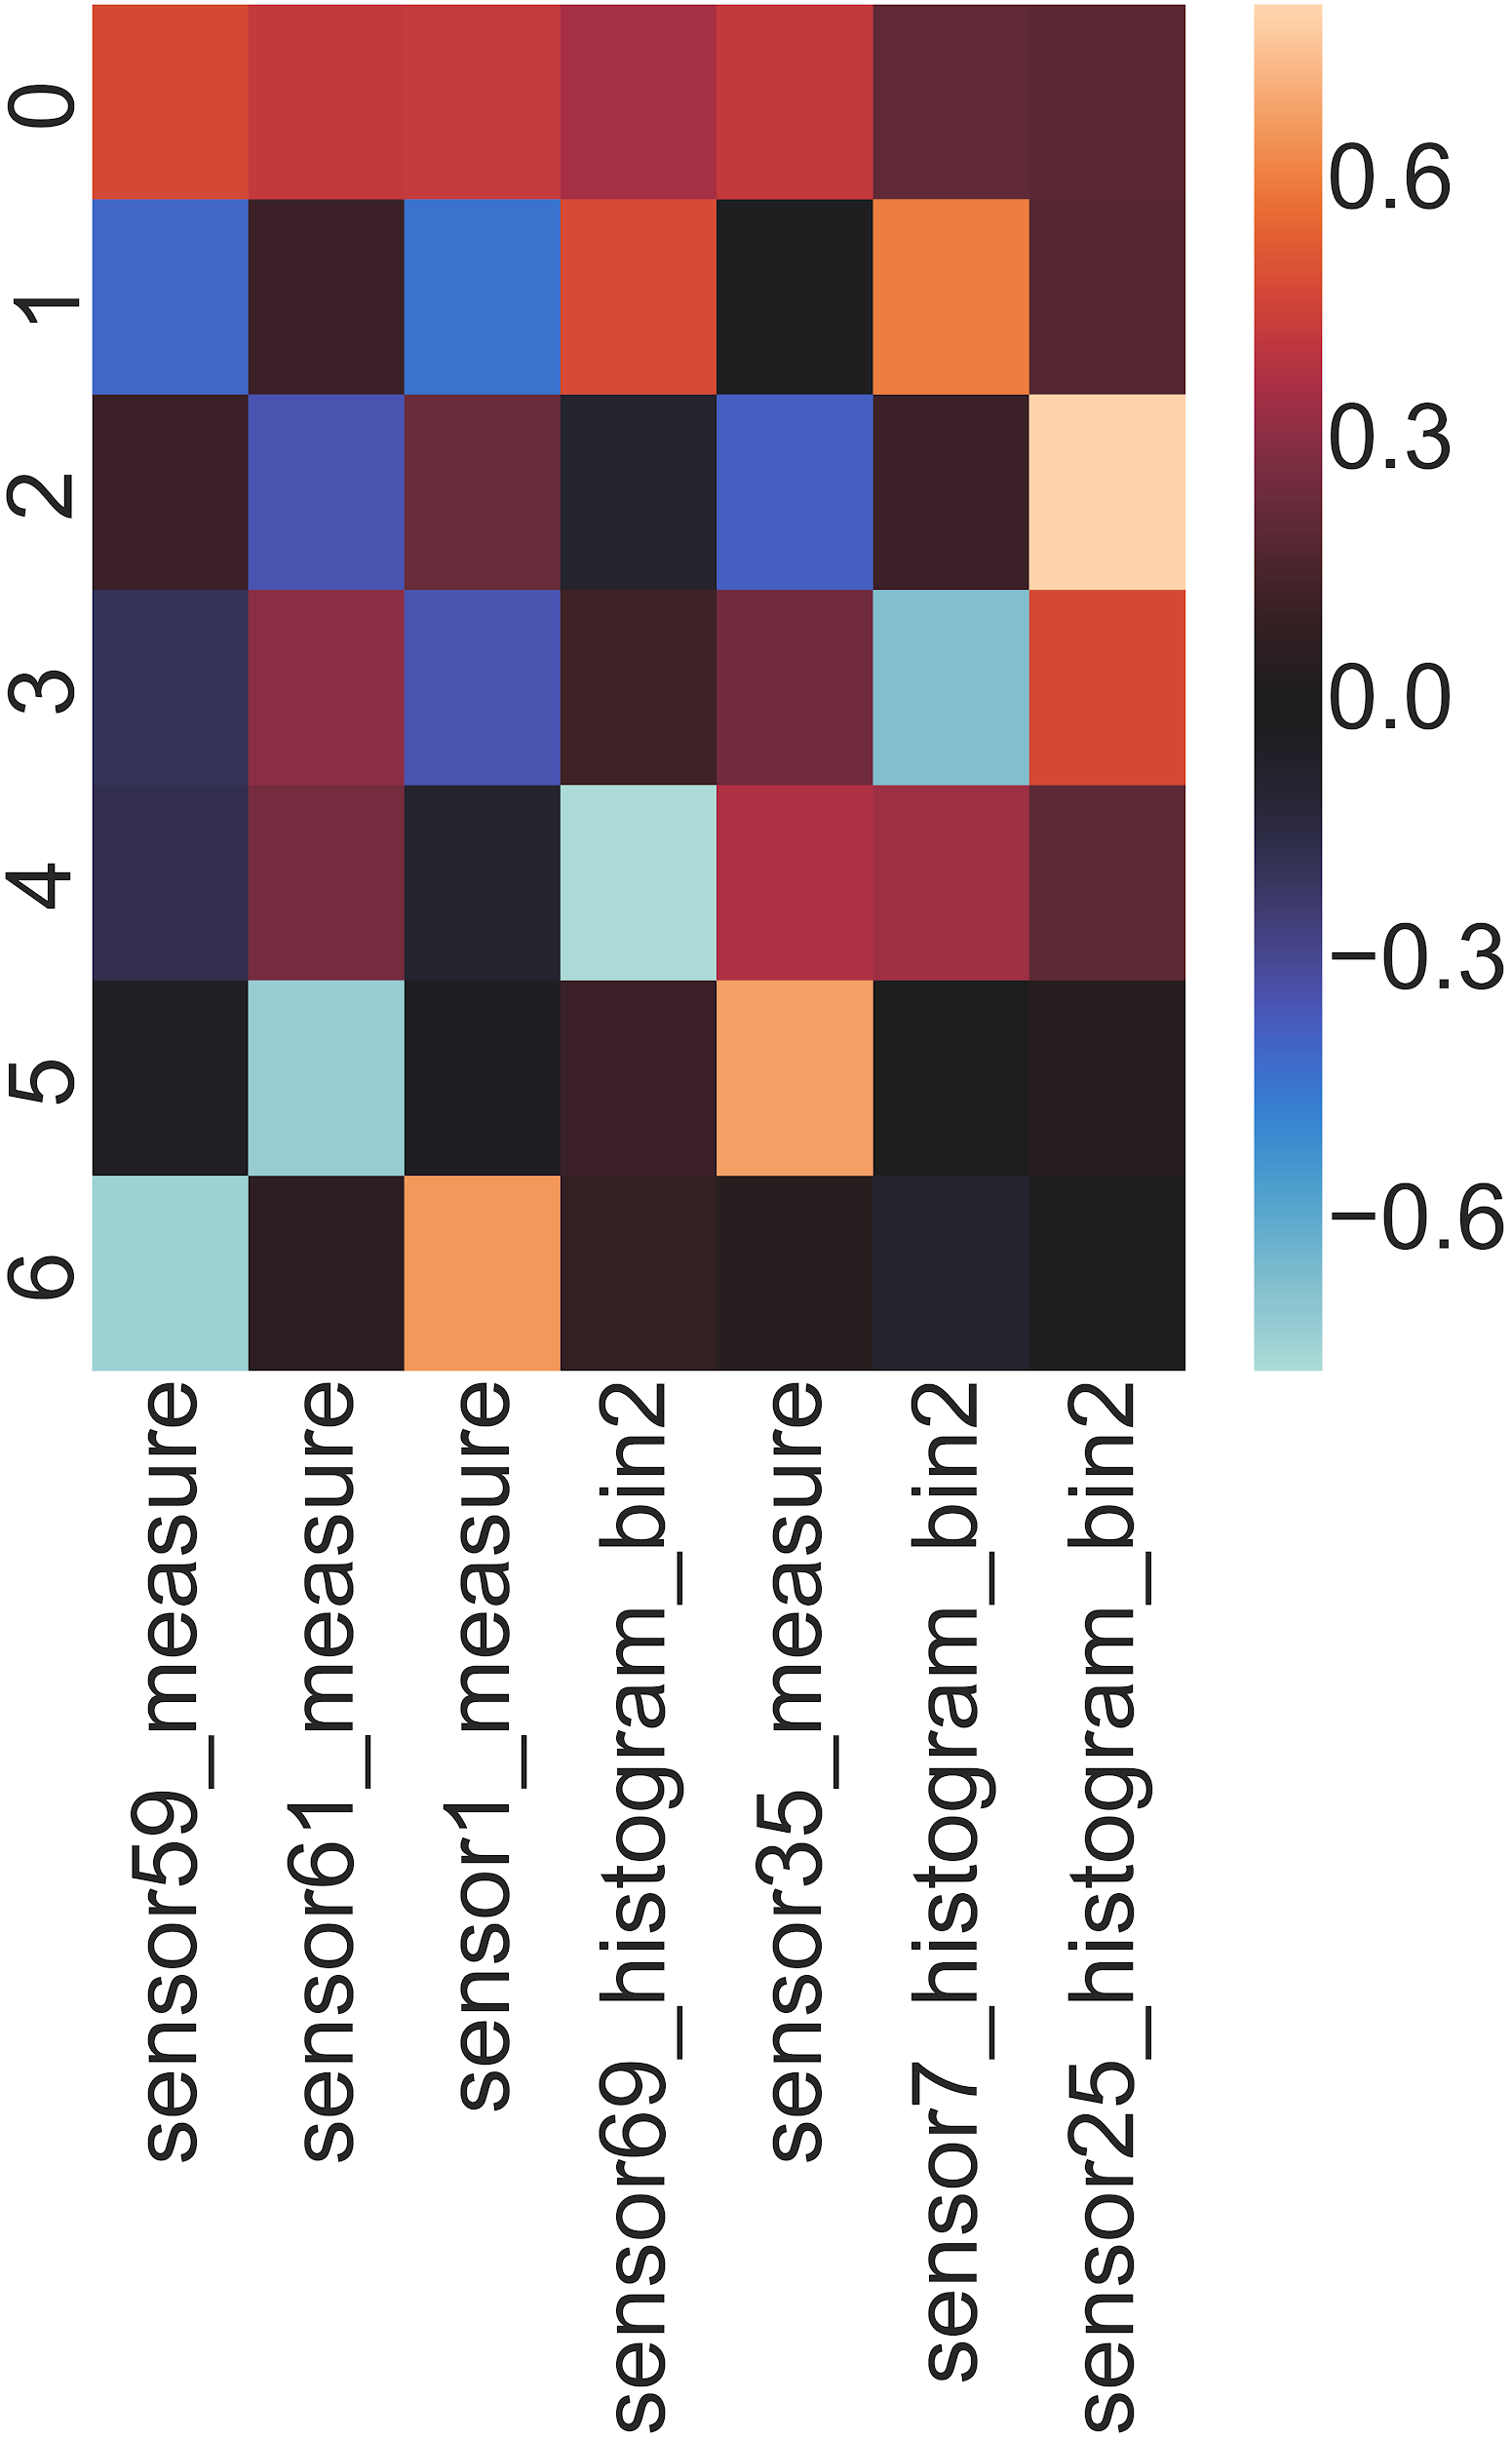 0
1
2
3
4
5
6
sensor59_measure
sensor61_measure
sensor1_measure
sensor69_histogram_bin2
sensor35_measure
sensor7_histogram_bin2
sensor25_histogram_bin2
0.6
0.3
0.0
−0.3
−0.6